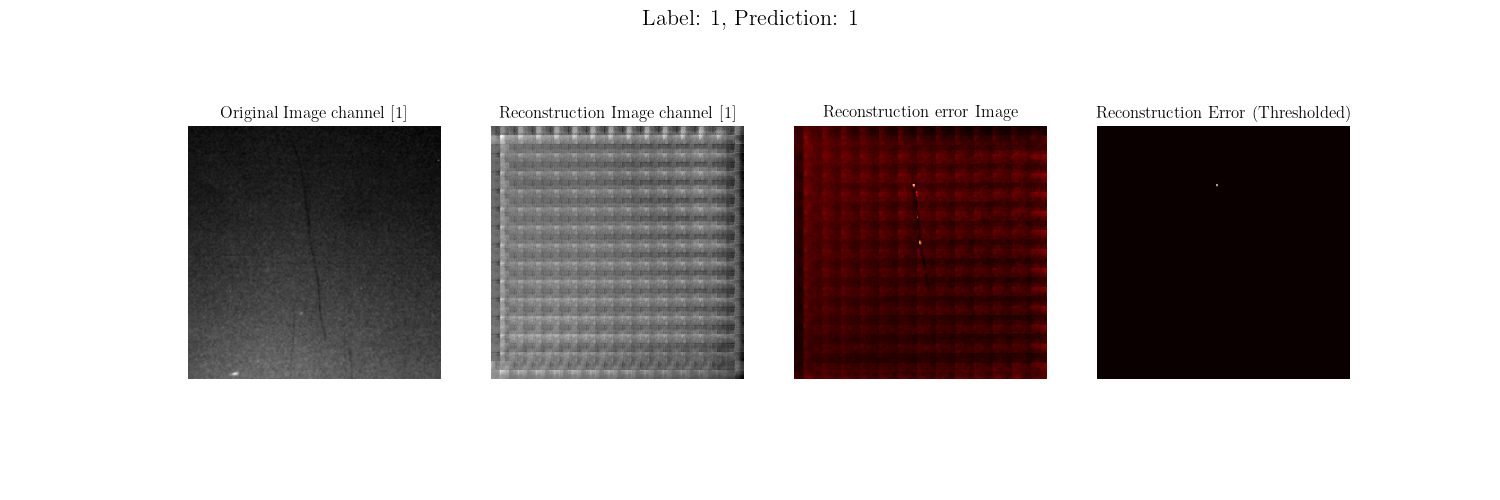 Label: 1, Prediction: 1
Original Image channel [1]
Reconstruction Image channel [1]
Reconstruction error Image
Reconstruction Error (Thresholded)